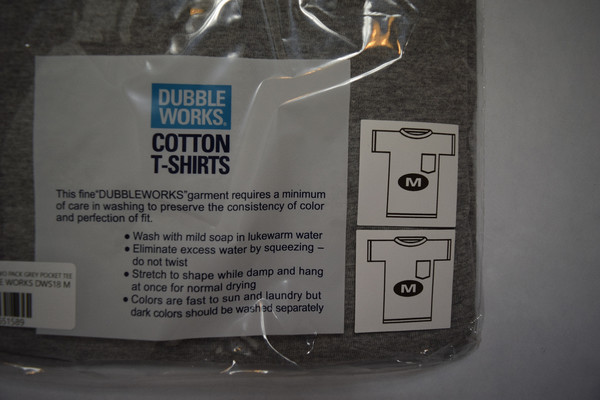 DUBBLE
WORKS.
COTTON
T-SHIRTS
This fine"DUBBLEWORKS"garment requires a minimum
of care in washing to preserve the consistency of color
and perfection of fit.
• Wash with mild soap in lukewarm water
• Eliminate excess water by squeezing –
do not twist
• Stretch to shape while damp and hang
at once for normal drying
• Colors are fast to sun and laundry but
dark colors should be washed separately
M
M
PACK GREY POCKET TEE
E WORKS DWS18 M
51589